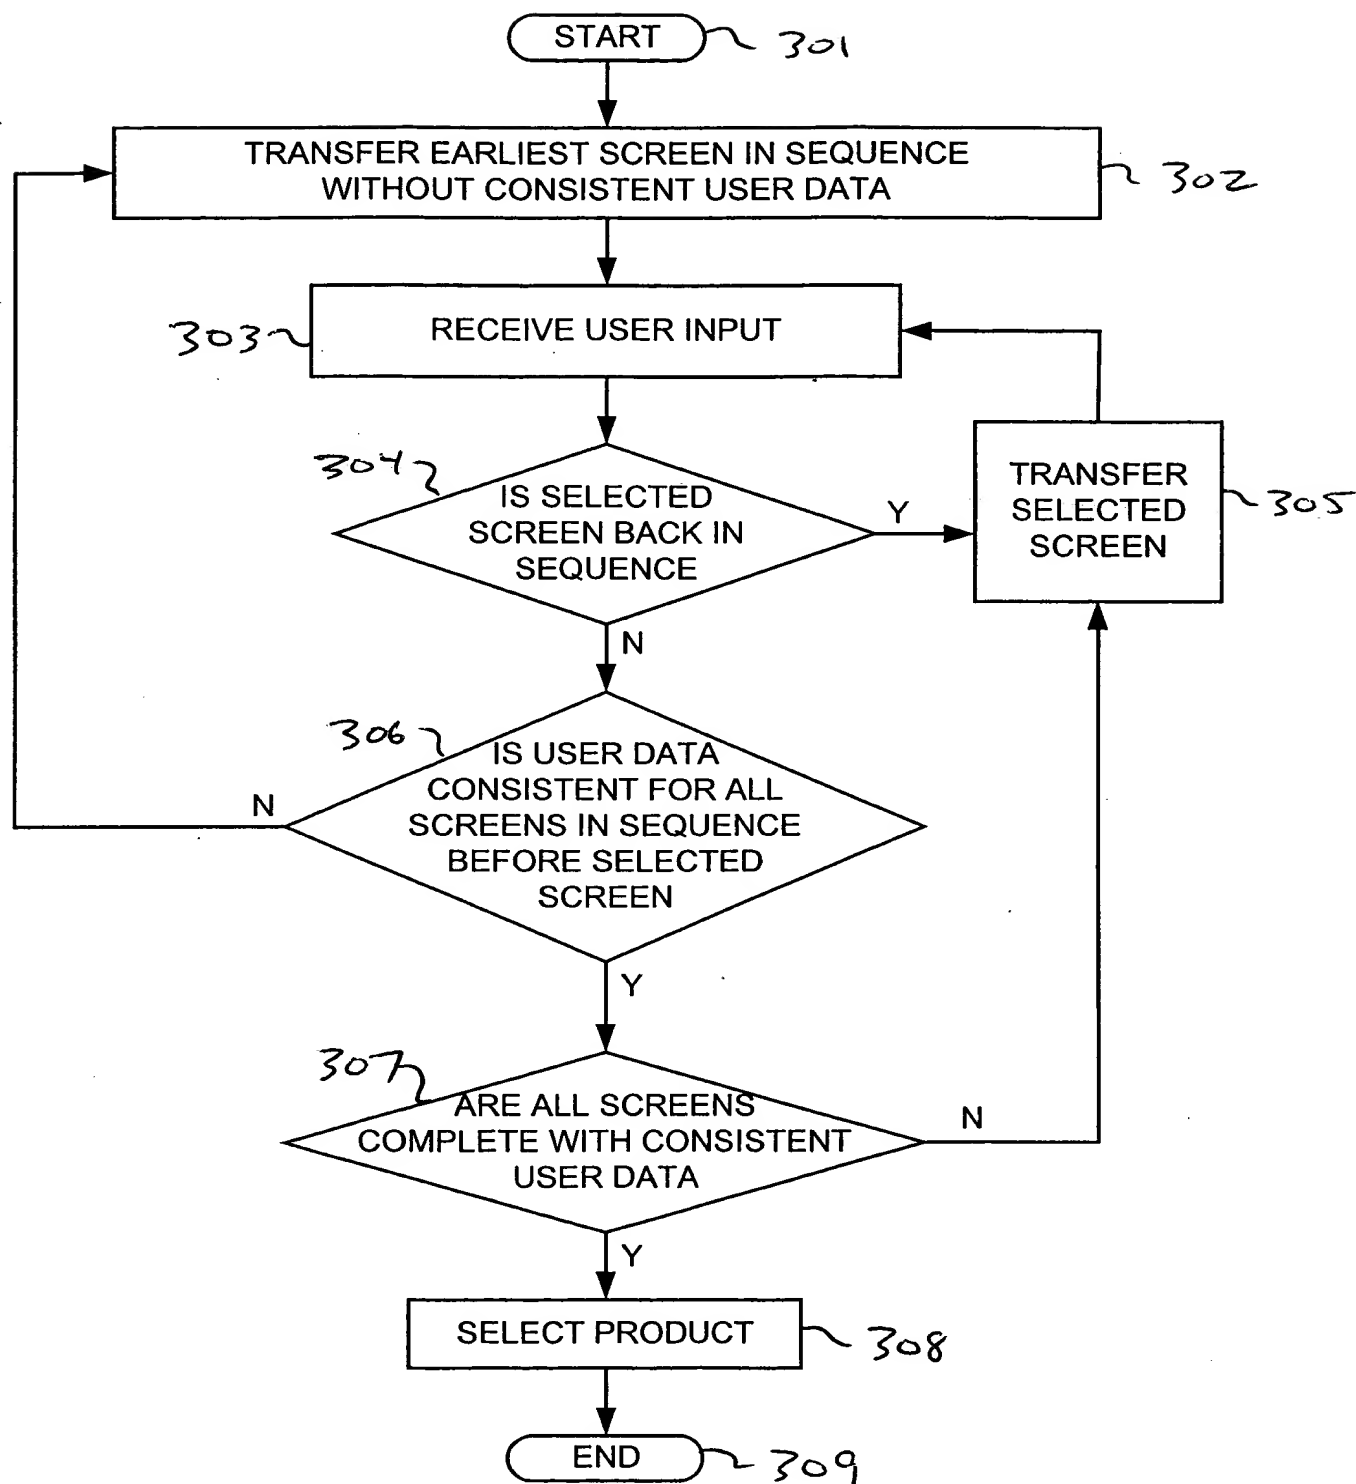 START
301
TRANSFER EARLIEST SCREEN IN SEQUENCE
WITHOUT CONSISTENT USER DATA
302
303
RECEIVE USER INPUT
304
IS SELECTED
SCREEN BACK IN
SEQUENCE
Y
TRANSFER
SELECTED
SCREEN
305
N
306
IS USER DATA
CONSISTENT FOR ALL
SCREENS IN SEQUENCE
BEFORE SELECTED
SCREEN
N
Y
307
ARE ALL SCREENS
COMPLETE WITH CONSISTENT
USER DATA
N
Y
SELECT PRODUCT
308
END
309